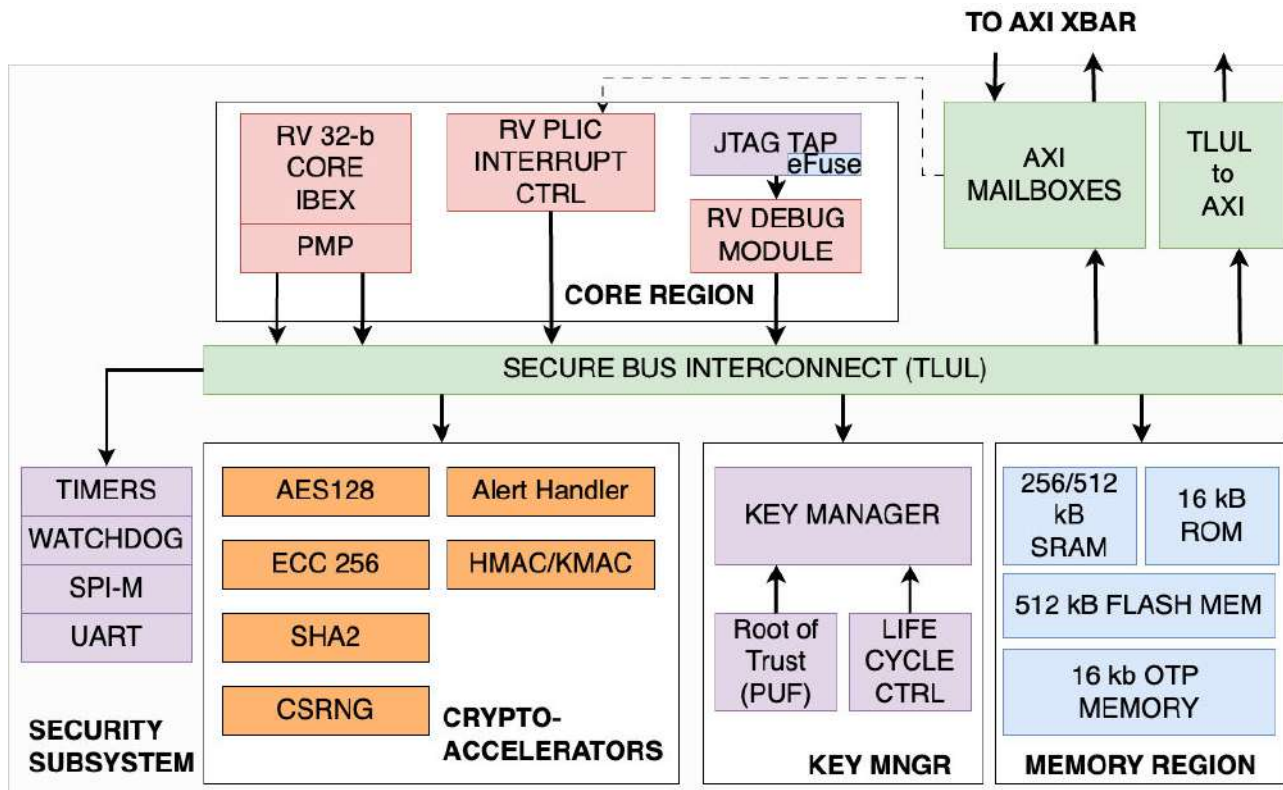 TO AXI XBAR
RV 32-b
CORE
IBEX
PMP
RV PLIC
INTERRUPT
CTRL
JTAG TAP
eFuse
RV DEBUG
MODULE
CORE REGION
AXI
MAILBOXES
TLUL
to
AXI
SECURE BUS INTERCONNECT (TLUL)
TIMERS
WATCHDOG
SPI-M
UART
SECURITY
SUBSYSTEM
AES128
ECC 256
SHA2
CSRNG
Alert Handler
HMAC/KMAC
CRYPTO-
ACCELERATORS
KEY MANAGER
Root of
Trust
(PUF)
LIFE
CYCLE
CTRL
KEY MNGR
256/512
kB
SRAM
16 kB
ROM
512 kB FLASH MEM
16 kb OTP
MEMORY
MEMORY REGION